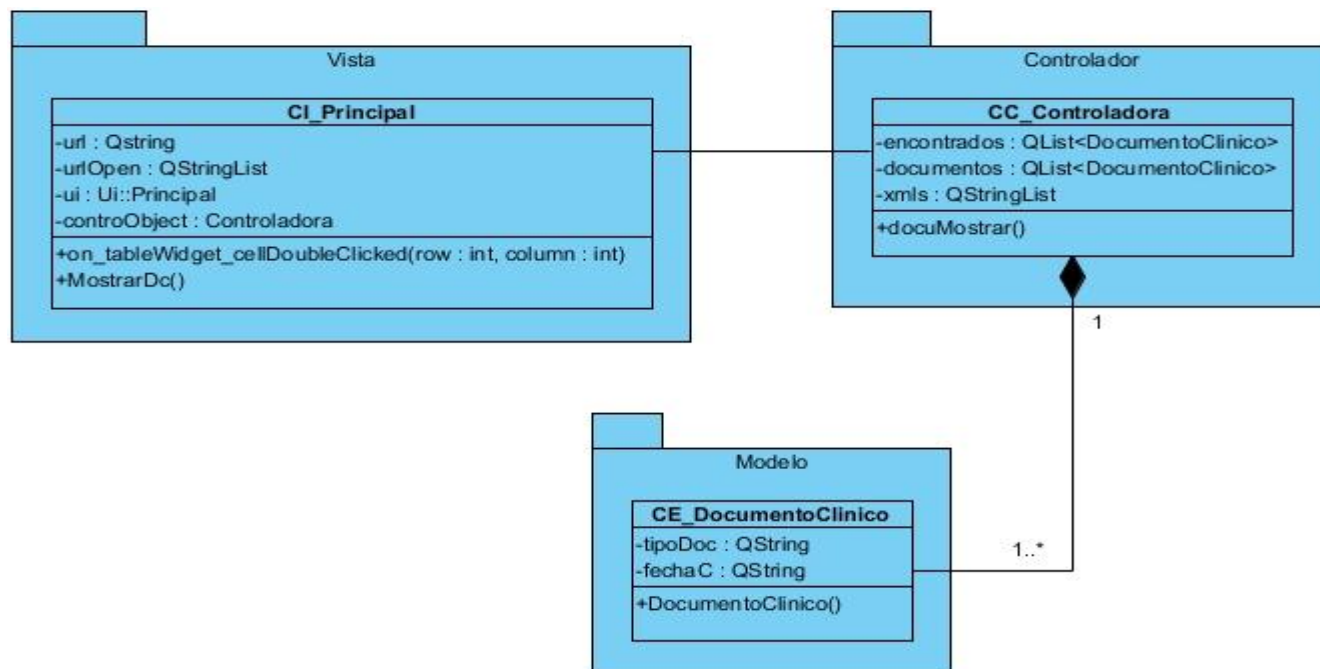 Vista
CI_Principal
-url : Qstring
-urlOpen : QStringList
-ui : Ui::Principal
-controObject : Controladora
+on_tableWidget_cellDoubleClicked(row : int, column : int)
+MostrarDc()
Controlador
CC_Controladora
-encontrados : QList<DocumentoClinico>
-documentos : QList<DocumentoClinico>
-xmls : QStringList
+docuMostrar()
1
Modelo
CE_DocumentoClinico
-tipoDoc : QString
-fechaC : QString
+DocumentoClinico()
1..*